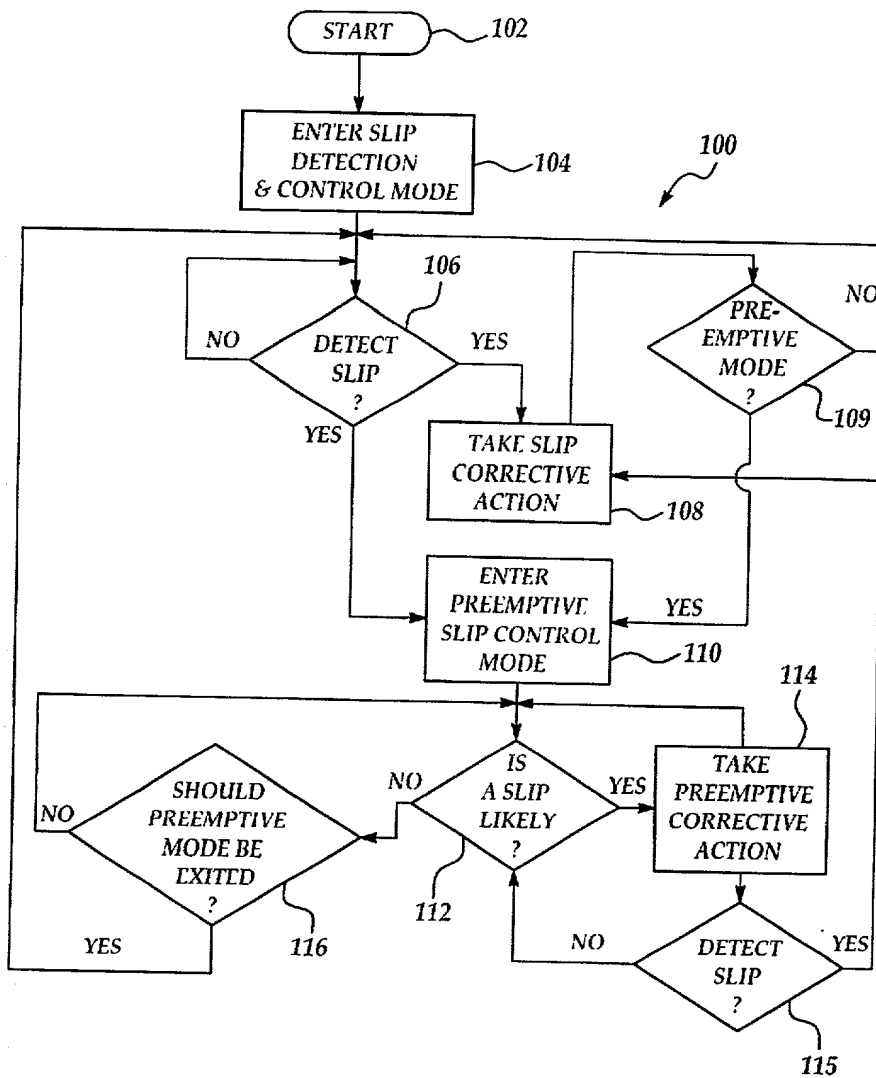 START
102
ENTER SLIP
DETECTION
& CONTROL MODE
104
100
106
NO
DETECT
SLIP
?
YES
YES
PRE-
EMPTIVE
MODE
?
NO
109
TAKE SLIP
CORRECTIVE
ACTION
108
ENTER
PREEMPTIVE
SLIP CONTROL
MODE
YES
110
114
NO
SHOULD
PREEMPTIVE
MODE BE
EXITED
?
NO
IS
A SLIP
LIKELY
?
YES
TAKE
PREEMPTIVE
CORRECTIVE
ACTION
112
116
YES
NO
DETECT
SLIP
?
YES
115